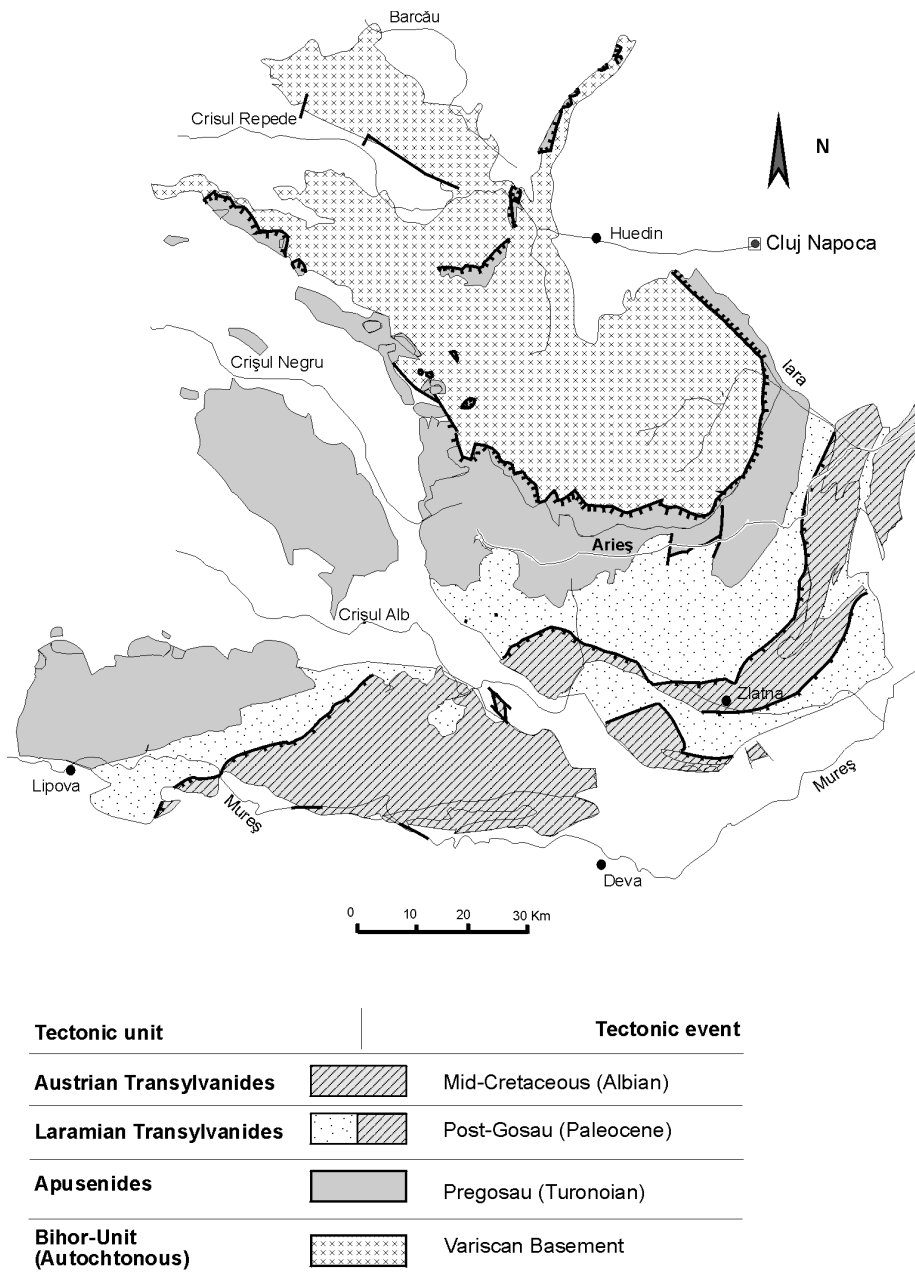 Barcău
Crisul Repede
N
Huedin
Cluj Napoca
Crişul Negru
Iara
Arieş
Crişul Alb
Zlatna
Lipova
Mureş
Mureş
Deva
0 10 20 30 Km
Tectonic unit Tectonic event
Austrian Transylvanides Mid-Cretaceous (Albian)
Laramian Transylvanides Post-Gosau (Paleocene)
Apusenides Pregosau (Turonoian)
Bihor-Unit
(Autochtonous) Variscan Basement